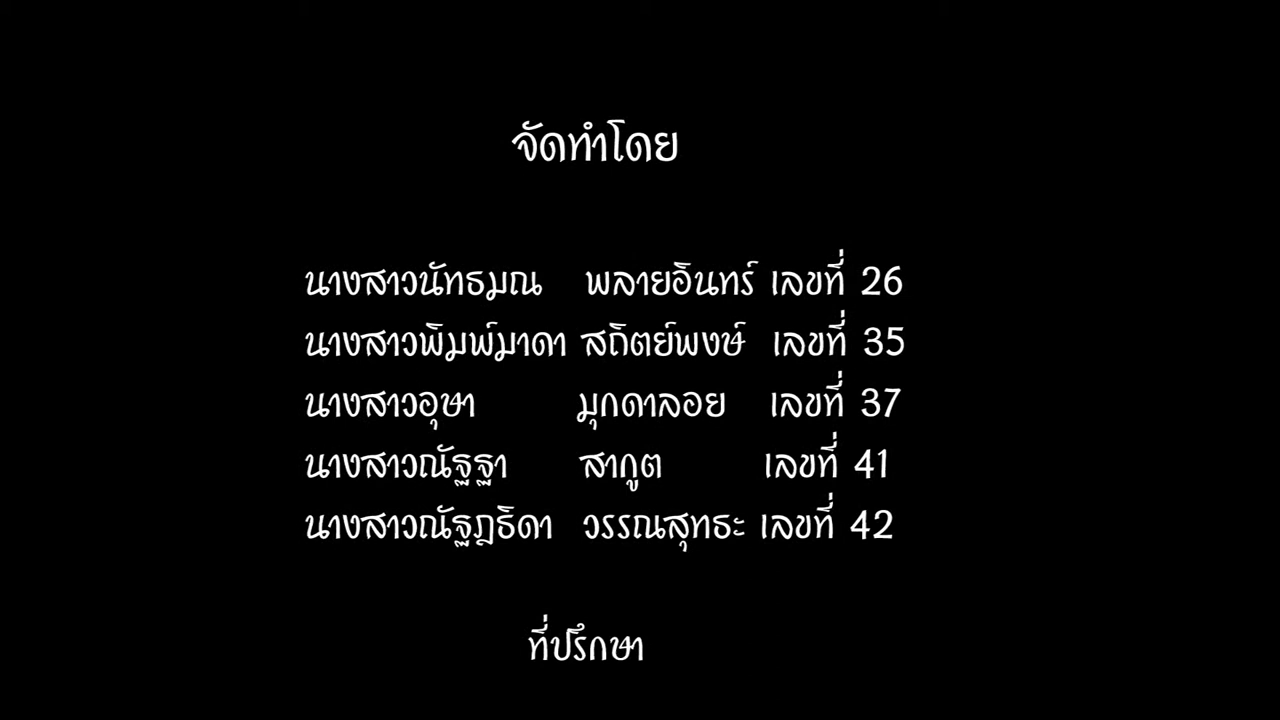 จัดทำโดย
นางสาวนัทธมณ พลายอินทร์ เลขที่ 26
นางสาวพิมพ์มาดา สถิตย์พงษ์ เลขที่ 35
นางสาวอุษา มุกดาลอย เลขที่ 37
นางสาวณัฐฐา สากูต เลขที่ 41
นางสาวณัฐฎธิดา วรรณสุทธะ เลขที่ 42
ที่ปรึกษา